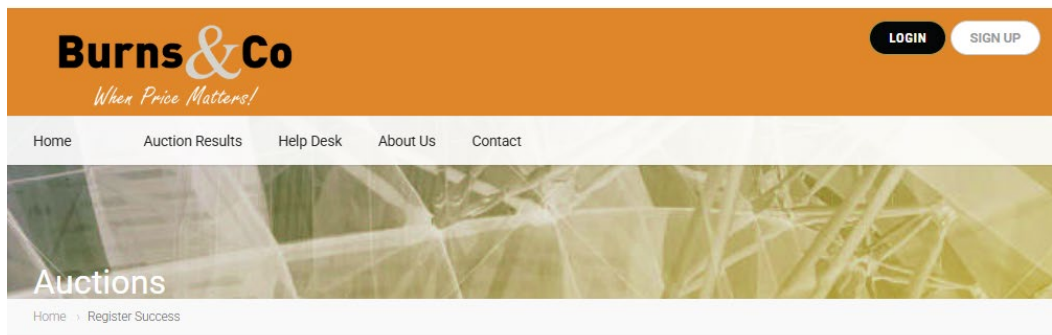 Burns&Co
When Price Matters!
LOGIN
SIGN UP
Home Auction Results Help Desk About Us Contact
Auctions
Home › Register Success